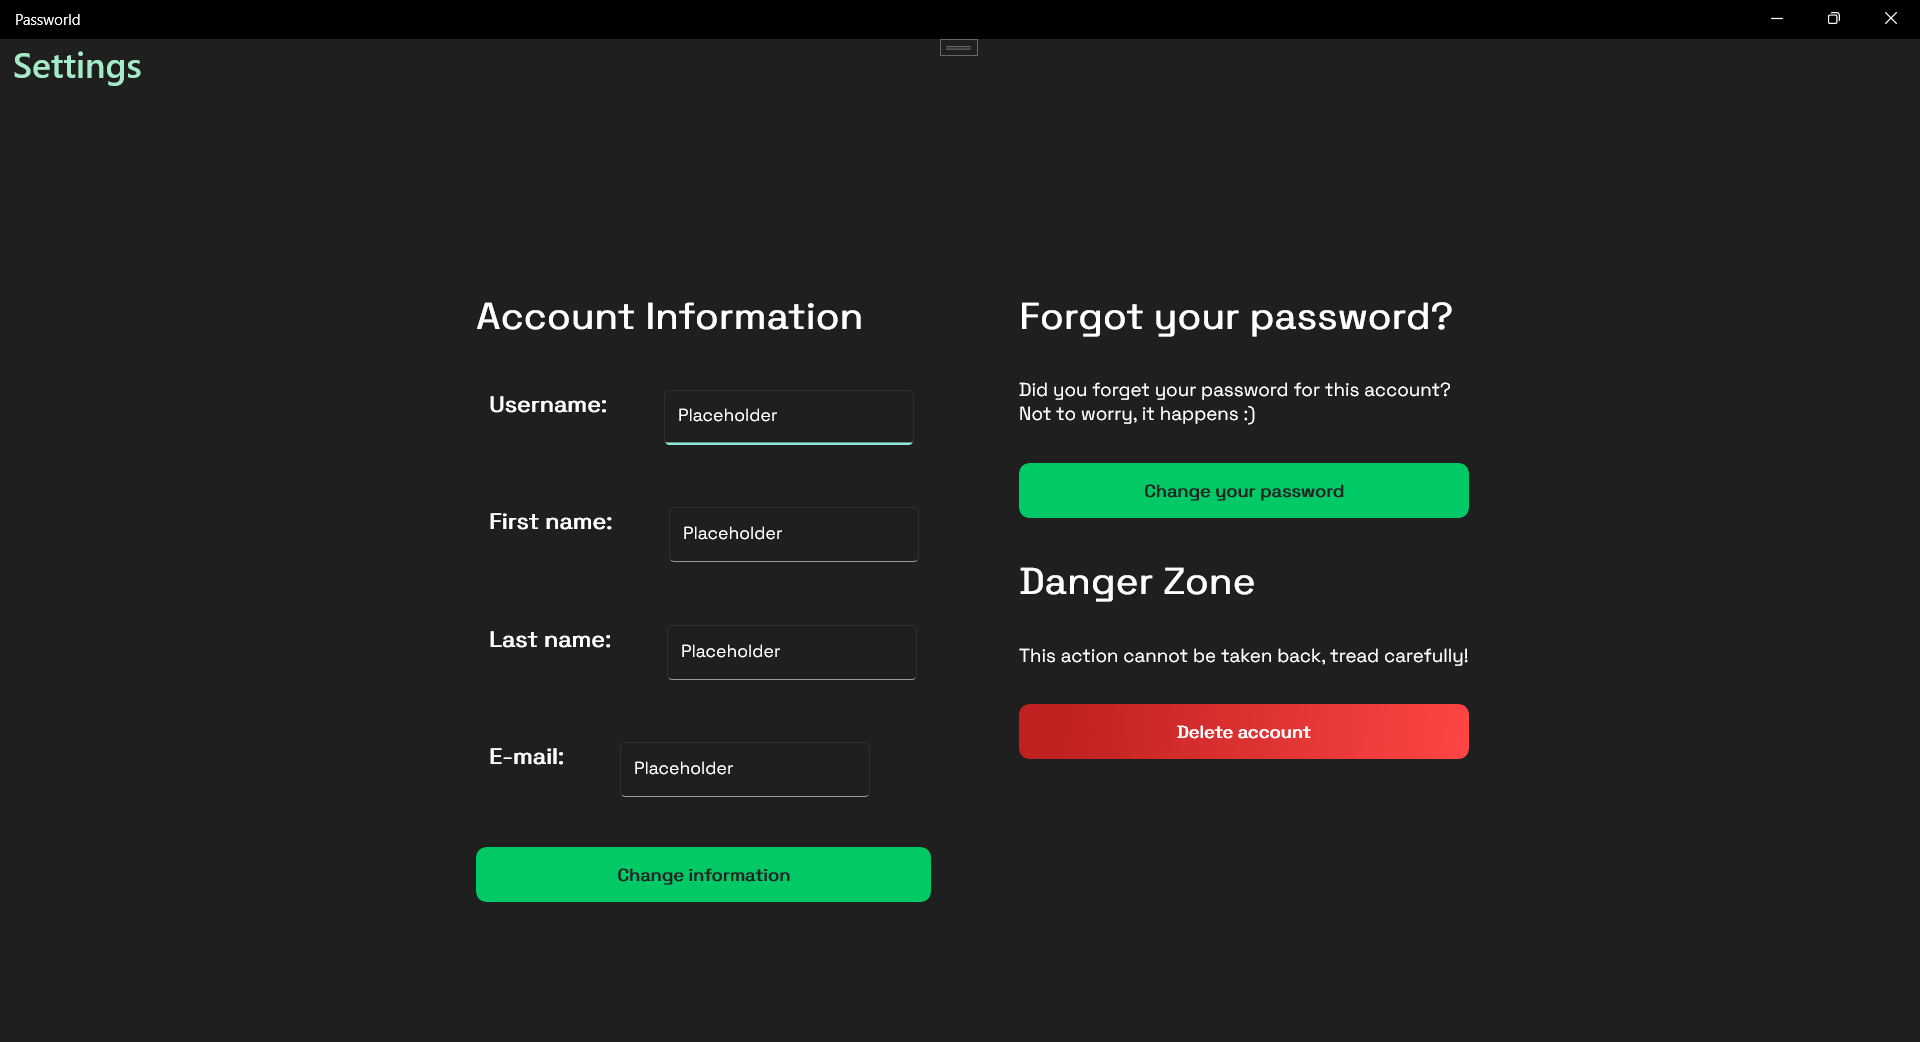 Passworld
Settings
Account Information
Username:
Placeholder
First name:
Placeholder
Last name:
Placeholder
E-mail:
Placeholder
Change information
Forgot your password?
Did you forget your password for this account?
Not to worry, it happens :)
Change your password
Danger Zone
This action cannot be taken back, tread carefully!
Delete account